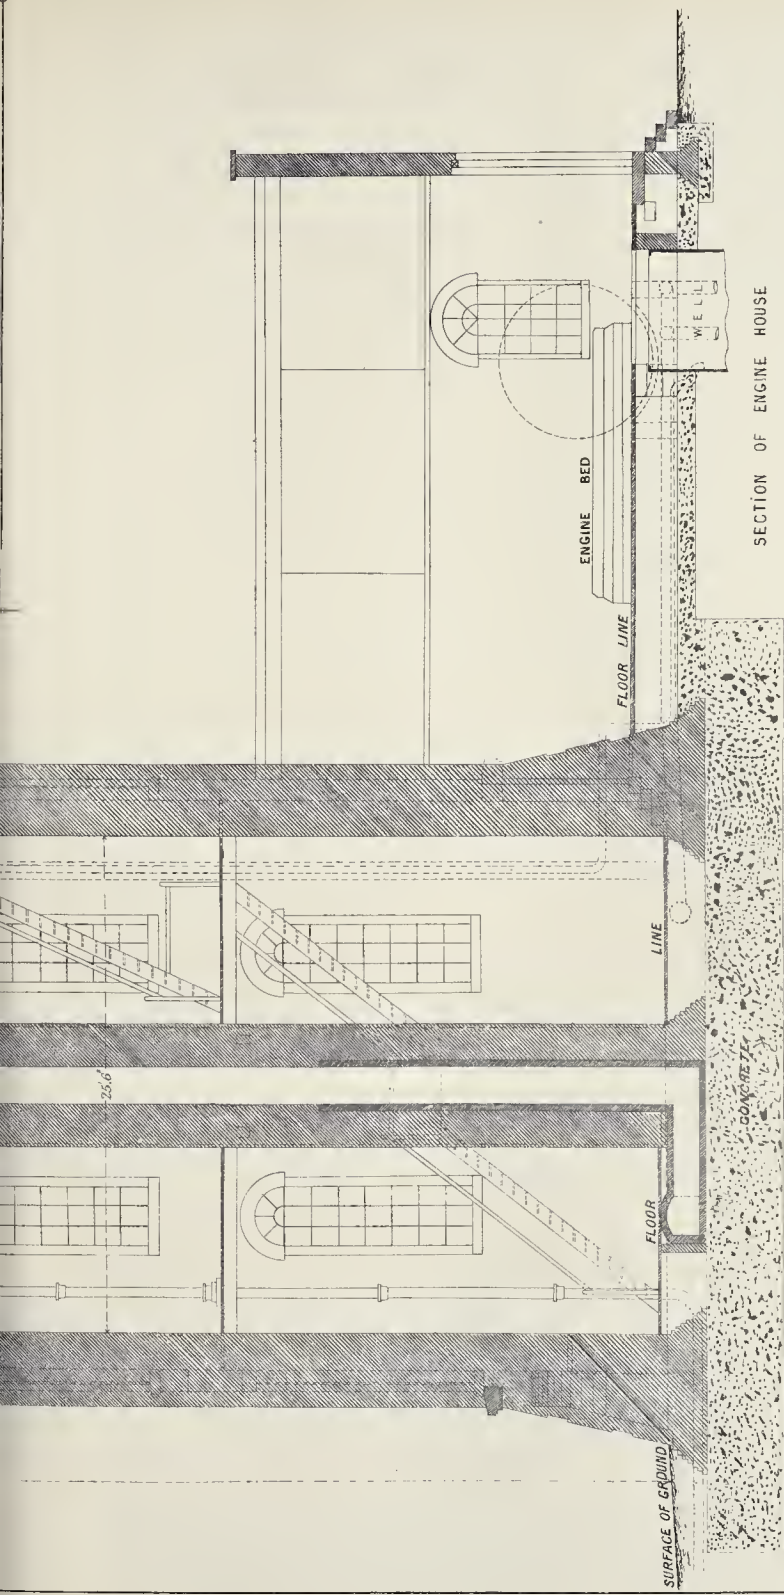 25.6'
ENGINE BED
FLOOR LINE
WELL
LINE
FLOOR
CONCRETE
SURFACE OF GROUND
SECTION OF ENGINE HOUSE